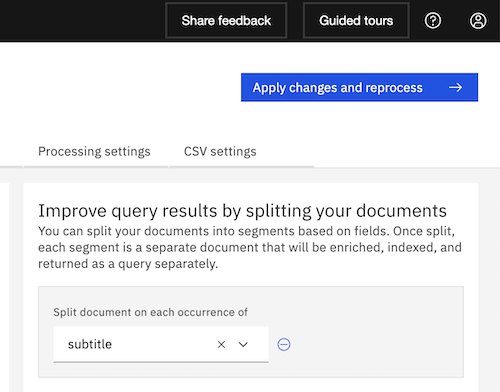 Share feedback
Guided tours
Apply changes and reprocess
Processing settings
CSV settings
Improve query results by splitting your documents
You can split your documents into segments based on fields. Once split,
each segment is a separate document that will be enriched, indexed, and
returned as a query separately.
Split document on each occurrence of
subtitle